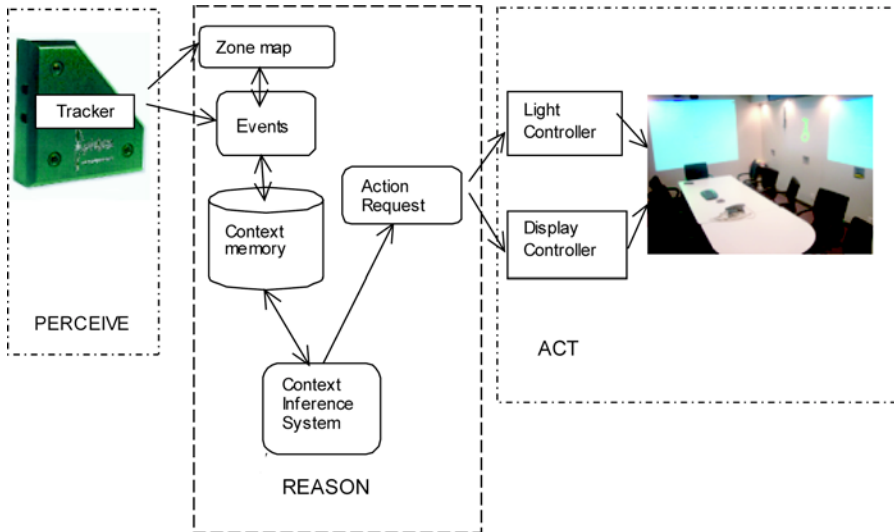 Tracker
PERCEIVE
Zone map
Events
Context
memory
Action
Request
Context
Inference
System
REASON
Light
Controller
Display
Controller
ACT